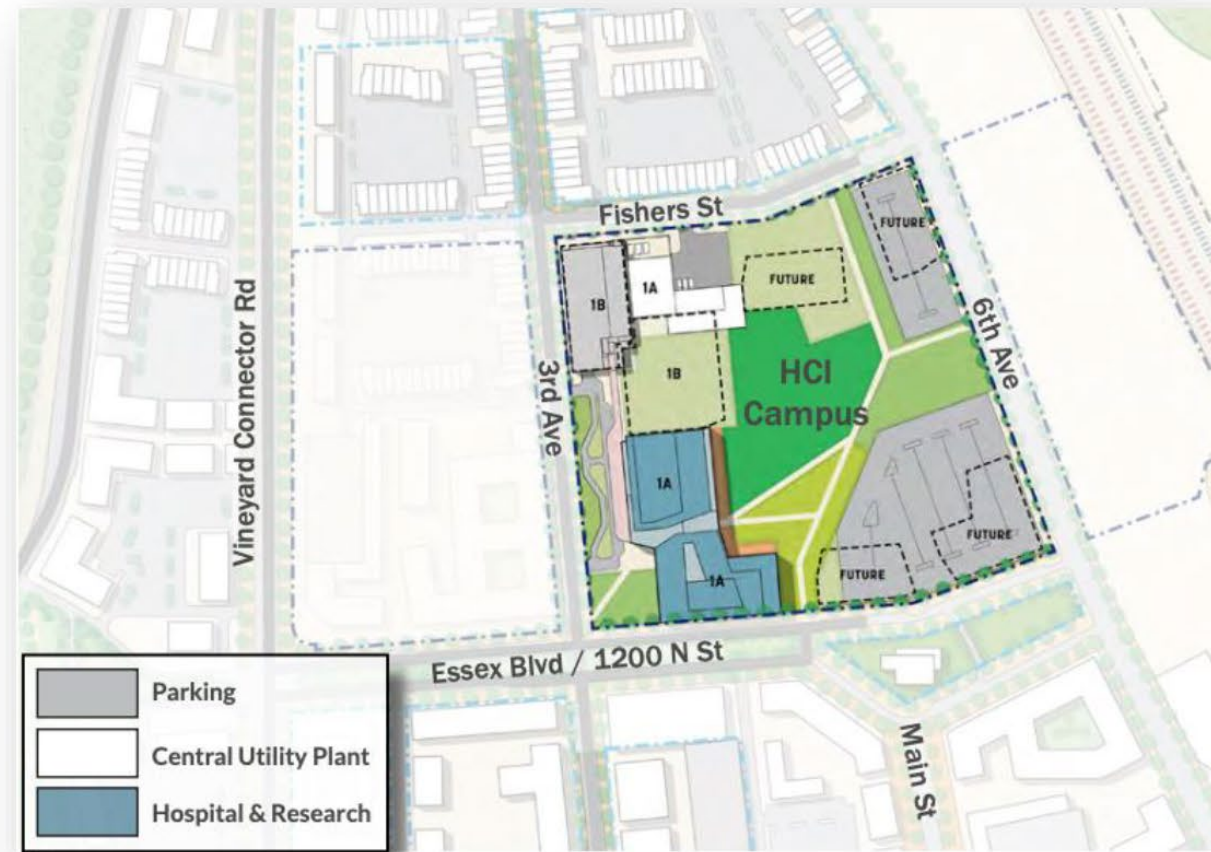 Fishers St
FUTURE
1A
1B
FUTURE
6th Ave
Vineyard Connector Rd
3rd Ave
1B
HCI
Campus
1A
FUTURE
FUTURE
1A
Essex Blvd / 1200 N St
Main St
Parking
Central Utility Plant
Hospital & Research